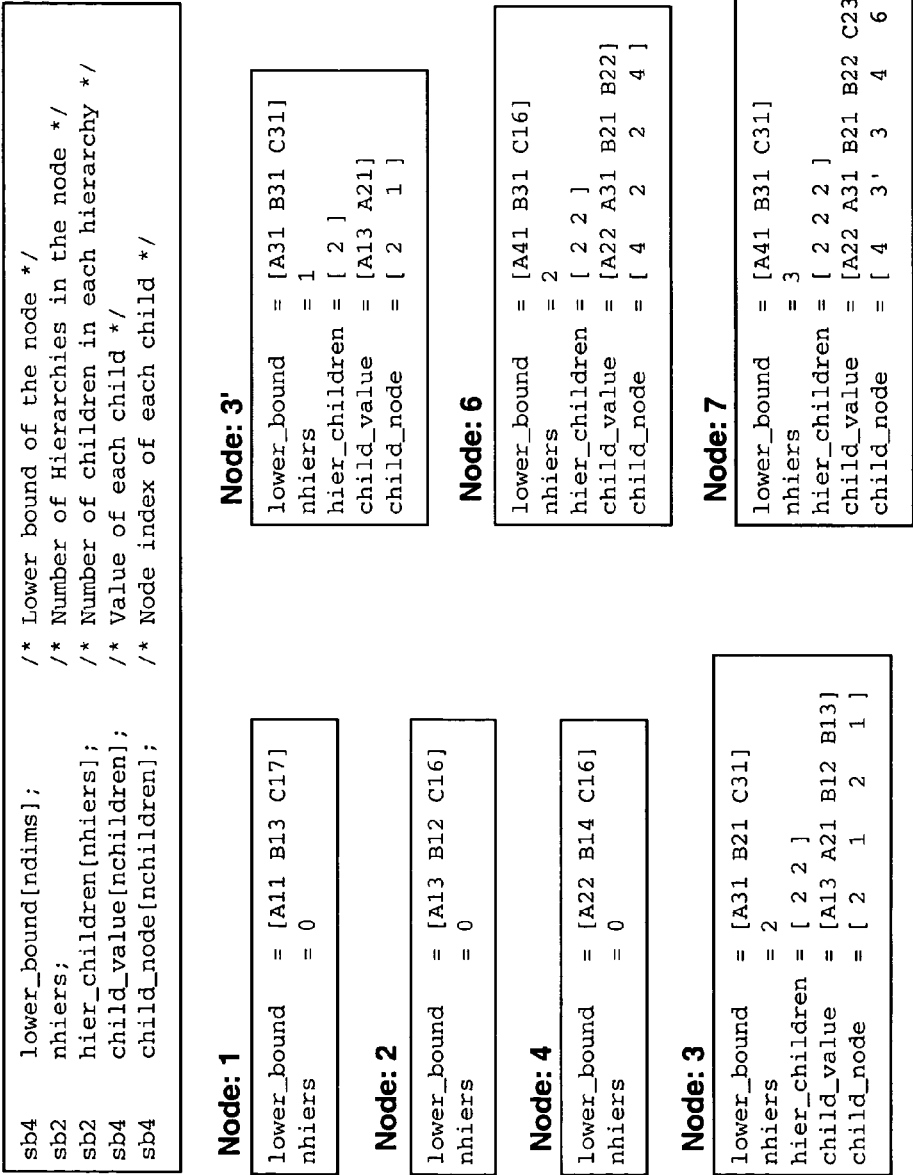 sb4 lower_bound[ndims]; /* Lower bound of the node */
sb2 nhiers; /* Number of Hierarchies in the node */
sb2 hier_children[nhiers]; /* Number of children in each hierarchy */
sb4 child_value[nchildren]; /* Value of each child */
sb4 child_node[nchildren]; /* Node index of each child */
Node: 1
lower_bound = [A11 B13 C17]
nhiers = 0
Node: 2
lower_bound = [A13 B12 C16]
nhiers = 0
Node: 4
lower_bound = [A22 B14 C16]
nhiers = 0
Node: 3
lower_bound = [A31 B21 C31]
nhiers = 2
hier_children = [ 2 2 ]
child_value = [A13 A21 B12 B13]
child_node = [ 2 1 2 1 ]
Node: 3'
lower_bound = [A31 B31 C31]
nhiers = 1
hier_children = [ 2 ]
child_value = [A13 A21]
child_node = [ 2 1 ]
Node: 6
lower_bound = [A41 B31 C16]
nhiers = 2
hier_children = [ 2 2 ]
child_value = [A22 A31 B21 B22]
child_node = [ 4 2 2 4 ]
Node: 7
lower_bound = [A41 B31 C31]
nhiers = 3
hier_children = [ 2 2 2 ]
child_value = [A22 A31 B21 B22 C23
child_node = [ 4 3' 3 4 6